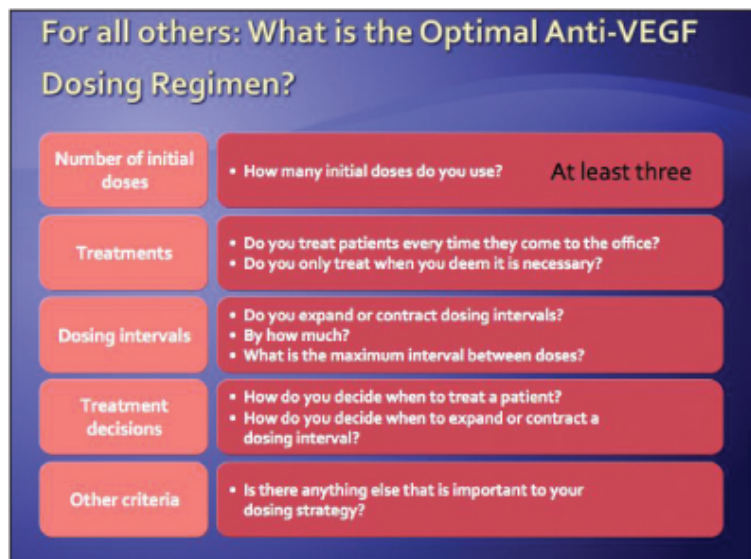 For all others: What is the Optimal Anti-VEGF
Dosing Regimen?
Number of initial
doses
• How many initial doses do you use?
At least three
Treatments
• Do you treat patients every time they come to the office?
• Do you only treat when you deem it is necessary?
Dosing intervals
• Do you expand or contract dosing intervals?
• By how much?
• What is the maximum interval between doses?
Treatment
decisions
• How do you decide when to treat a patient?
• How do you decide when to expand or contract a
dosing interval?
Other criteria
• Is there anything else that is important to your
dosing strategy?